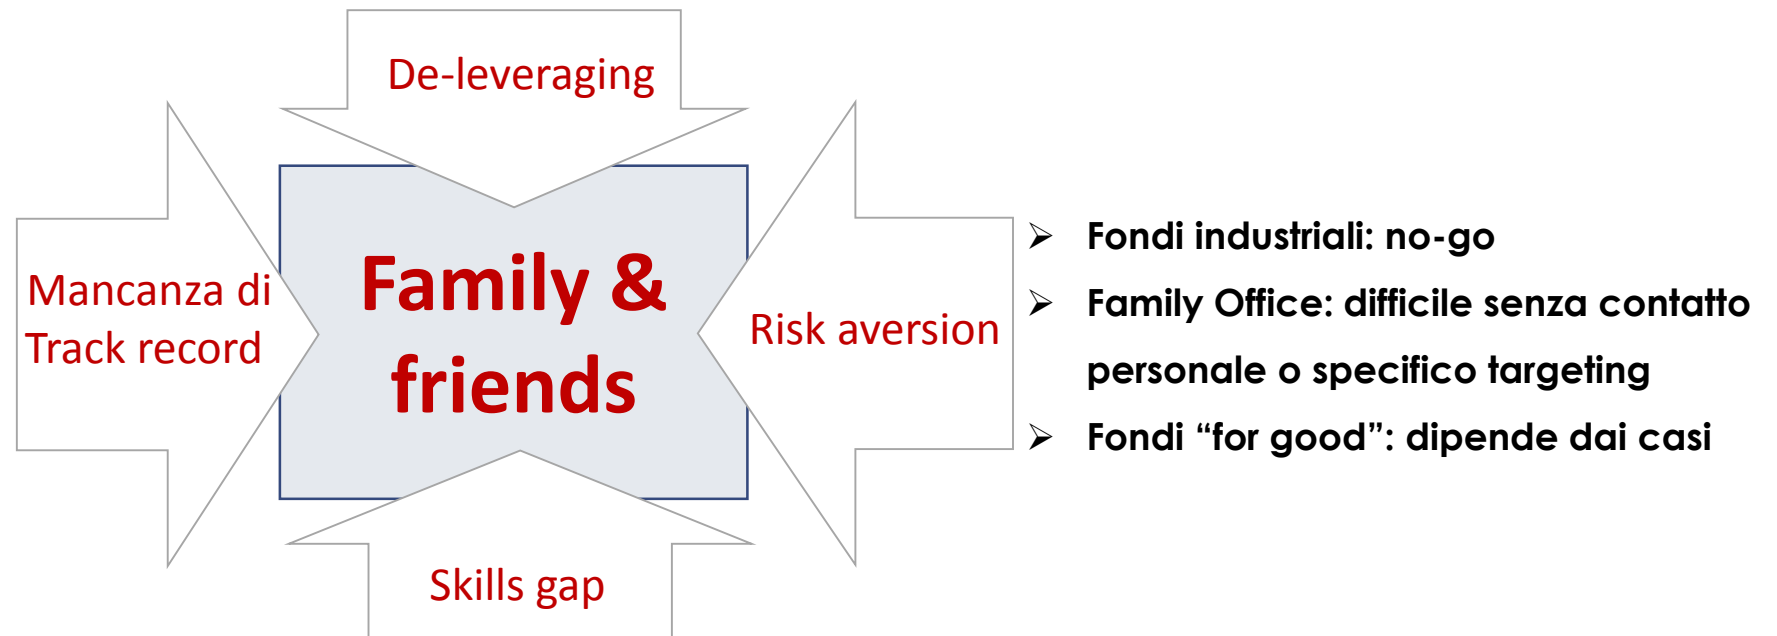 De-leveraging
Mancanza di
Track record
Family &
friends
Risk aversion
Skills gap
➢ Fondi industriali: no-go
➢ Family Office: difficile senza contatto
personale o specifico targeting
➢ Fondi “for good”: dipende dai casi